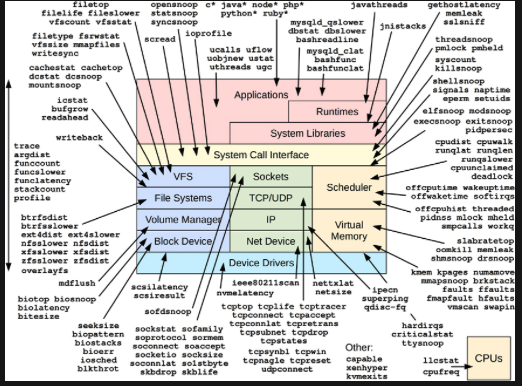 filetop
filelife fileslower
vfscount vfsstat
opensnoop
statsnoop
syncsnoop
c* java* node* php*
python* ruby*
mysqld_qslower
dbstat dbslower
bashreadline
javathreads
gethostlatency
memleak
sslsniff
filetype fsrwstat
vfssize mmapfiles
writesync
scread
ioprofile
ucalls uflow
uobjnew ustat
uthreads ugc
mysqld_clat
bashfunc
bashfunclat
jnistacks
threadsnoop
pmlock pmheld
cachestat cachetop
dcstat dcsnoop
mountsnoop
syscount
killsnoop
icstat
bufgrow
readahead
shellsnoop
signals naptime
eperm setuids
writeback
elfsnoop modsnoop
execsnoop exitsnoop
pidpersec
trace
argdist
funccount
funcslower
funclatency
stackcount
profile
cpudist cpuwalk
runqlat runqlen
runqslower
cpuunclaimed
deadlock
offcputime wakeuptime
offwaketime softirqs
offcpuhist threaded
pidnss mlock mheld
smpcalls workq
btrfsdist
btrfsslower
ext4dist ext4slower
nfsslower nfsdist
xfsslower xfsdist
zfsslower zfsdist
overlayfs
slabratetop
oomkill memleak
shmsnoop drsnoop
kmem kpages numamove
mmapsnoop brkstack
faults ffaults
fmapfault hfaults
vmscan swapin
mdflush
biotop biosnoop
biolatency
bitesize
seeksize
biopattern
biostacks
bioerr
iosched
blkthrot
scsilatency
scsiresult
sofdsnoop
ieee80211scan
nvmelatency
nettxlat
netsize
ipecn
superping
qdisc-fq
hardirqs
criticalstat
ttysnoop
sockstat sofamily
soprotocol sormem
soconnect soaccept
socketio socksize
soconnlat solstbyte
skbdrop skblife
tcptop tcplife tcptracer
tcpconnect tcpaccept
tcpconnlat tcpretrans
tcpsubnet tcpdrop
tcpstates
tcpsynbl tcpwin
tcpnagle tcpreset
udpconnect
Other:
capable
xenhyper
kvmexits
llcstat
cpufreq
CPUs
Applications
Runtimes
System Libraries
System Call Interface
VFS
Sockets
Scheduler
File Systems
TCP/UDP
Volume Manager
IP
Virtual
Memory
Block Device
Net Device
Device Drivers